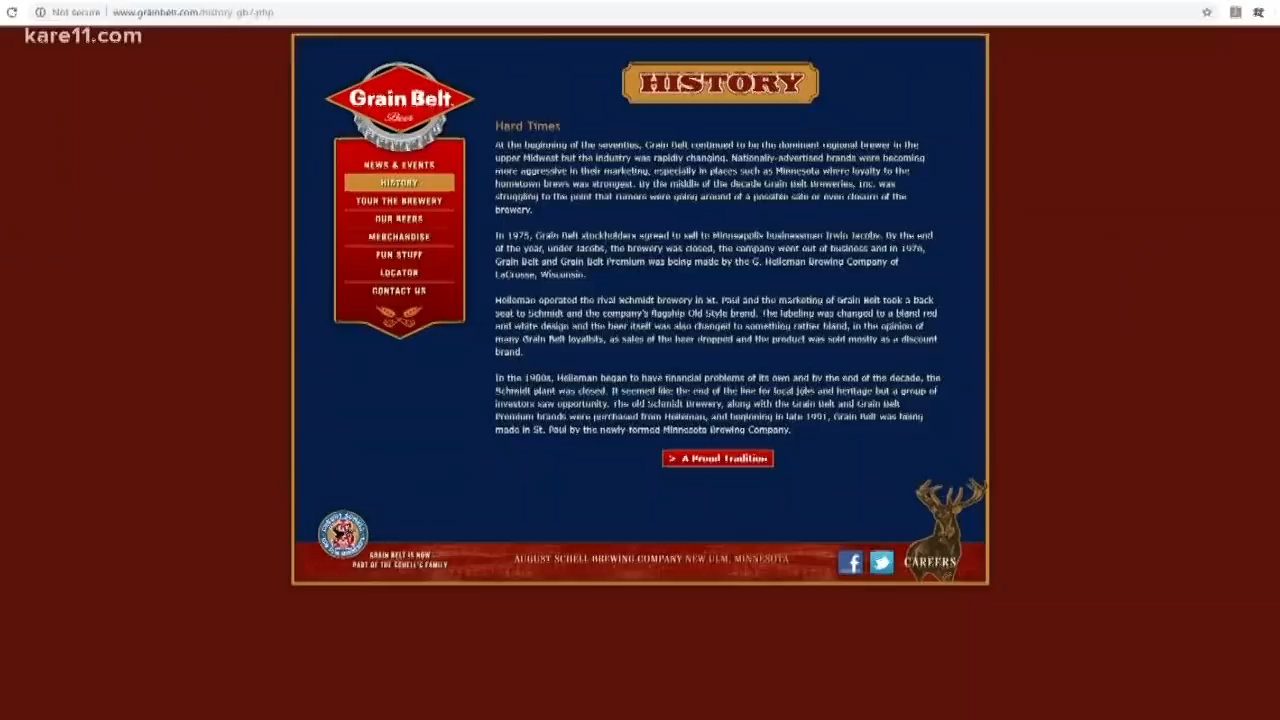 Not secure
www.grainbelt.com/history_gb7.php
kare11.com
Grain Belt
Beer
NEWS & EVENTS
HISTORY
TOUR THE BREWERY
OUR BEERS
MERCHANDISE
FUN STUFF
LOCATOR
CONTACT US
HISTORY
Hard Times
At the beginning of the seventies, Grain Belt continued to be the dominant regional brewer in the
upper Midwest but the industry was rapidly changing. Nationally-advertised brands were becoming
more aggressive in their marketing, especially in places such as Minnesota where loyalty to the
hometown brews was strongest. By the middle of the decade Grain Belt Breweries, Inc. was
struggling to the point that rumors were going around of a possible sale or even closure of the
brewery.
In 1975, Grain Belt stockholders agreed to sell to Minneapolis businessman Irwin Jacobs. By the end
of the year, under Jacobs, the brewery was closed, the company went out of business and in 1976,
Grain Belt and Grain Belt Premium was being made by the G. Heileman Brewing Company of
LaCrosse, Wisconsin.
Heileman operated the rival Schmidt brewery in St. Paul and the marketing of Grain Belt took a back
seat to Schmidt and the company's flagship Old Style brand. The labeling was changed to a bland red
and white design and the beer itself was also changed to something rather bland, in the opinion of
many Grain Belt loyalists, as sales of the beer dropped and the product was sold mostly as a discount
brand.
In the 1980s, Heileman began to have financial problems of its own and by the end of the decade, the
Schmidt plant was closed. It seemed like the end of the line for local jobs and heritage but a group of
investors saw opportunity. The old Schmidt Brewery, along with the Grain Belt and Grain Belt
Premium brands were purchased from Heileman, and beginning in late 1991, Grain Belt was being
made in St. Paul by the newly-formed Minnesota Brewing Company.
> A Proud Tradition
GRAIN BELT IS NOW
PART OF THE SCHELL'S FAMILY
AUGUST SCHELL BREWING COMPANY NEW ULM, MINNESOTA
f
CAREERS